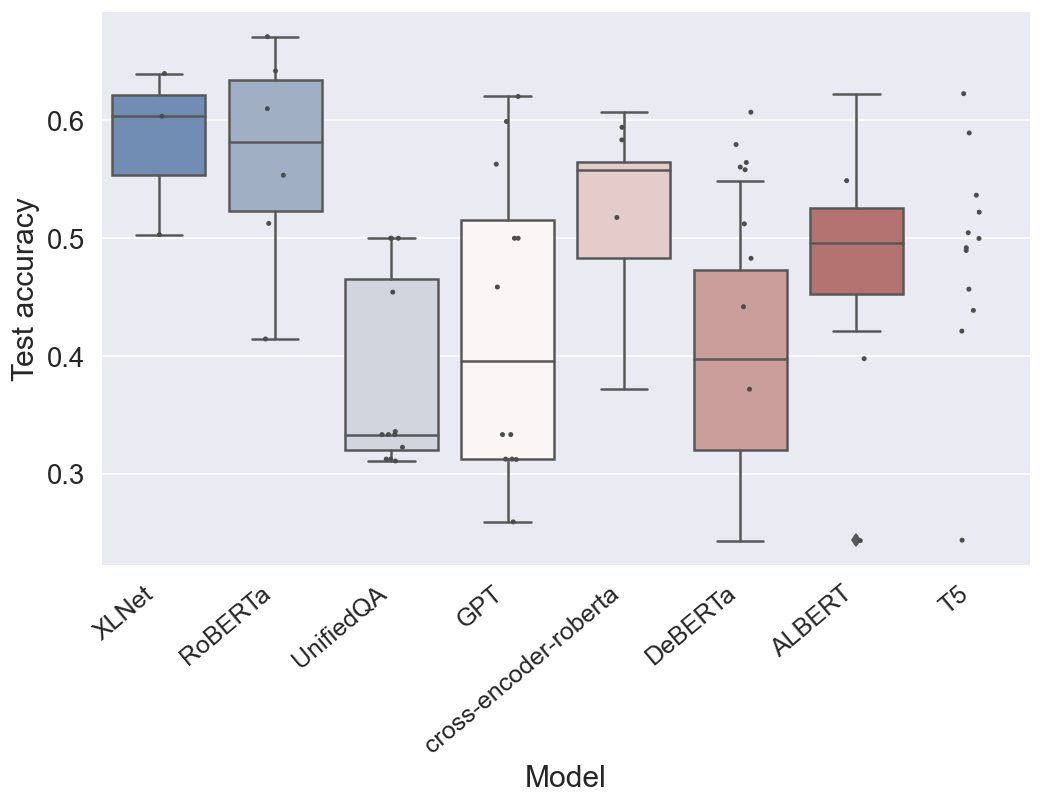 Test accuracy
0.6
0.5
0.4
0.3
XLNet
RoBERTa
UnifiedQA
GPT
cross-encoder-roberta
DeBERTa
ALBERT
T5
Model